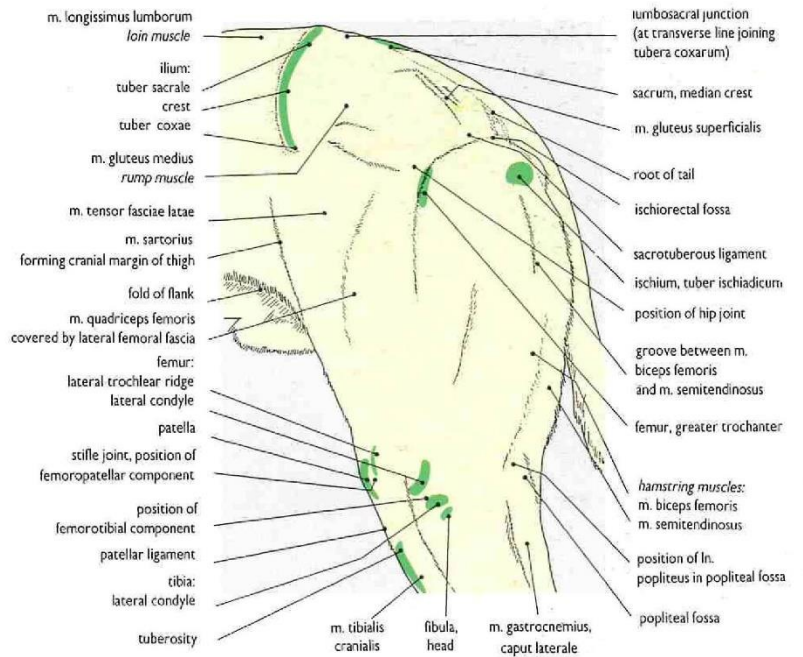 m. longissimus lumborum
loin muscle
ilium:
tuber sacrale
crest
tuber coxae
m. gluteus medius
rump muscle
m. tensor fasciae latae
m. sartorius
forming cranial margin of thigh
fold of flank
m. quadriceps femoris
covered by lateral femoral fascia
femur:
lateral trochlear ridge
lateral condyle
patella
stifle joint, position of
femoropatellar component
position of
femorotibial component
patellar ligament
tibia:
lateral condyle
tuberosity
m. tibialis
cranialis
fibula,
head
m. gastrocnemius,
caput laterale
lumbosacral junction
(at transverse line joining
tubera coxarum)
sacrum, median crest
m. gluteus superficialis
root of tail
ischiorectal fossa
sacrotuberous ligament
ischium, tuber ischiadicum
position of hip joint
groove between m.
biceps femoris
and m. semitendinosus
femur, greater trochanter
hamstring muscles:
m. biceps femoris
m. semitendinosus
position of ln.
popliteus in popliteal fossa
popliteal fossa